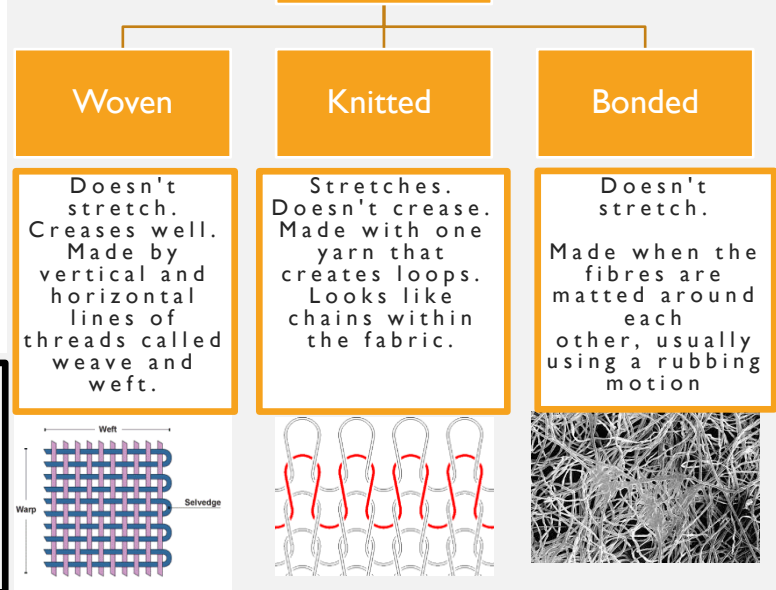 Woven
Knitted
Bonded
Doesn't
stretch.
Creases well.
Made by
vertical and
horizontal
lines of
threads called
weave and
weft.
Stretches.
Doesn't crease.
Made with one
yarn that
creates loops.
Looks like
chains within
the fabric.
Doesn't
stretch.
Made when the
fibres are
matted around
each
other, usually
using a rubbing
motion
Weft
Warp
Selvedge